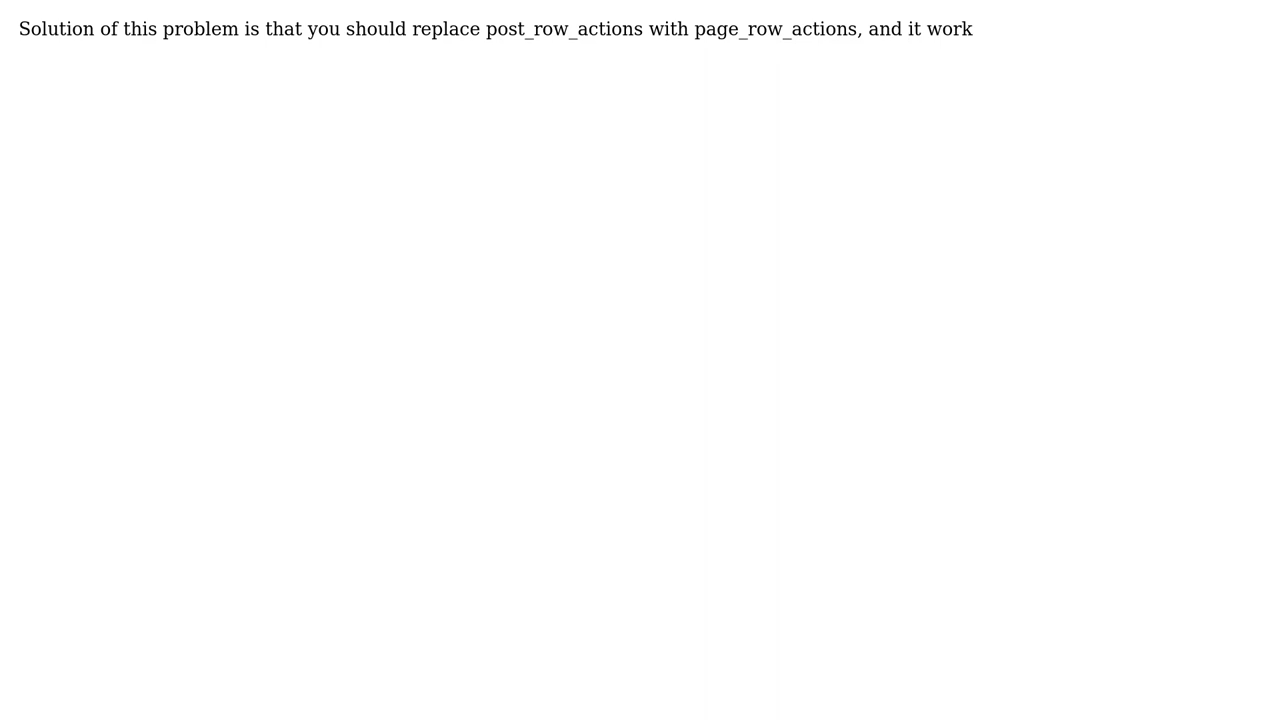 Solution of this problem is that you should replace post_row_actions with page_row_actions, and it work